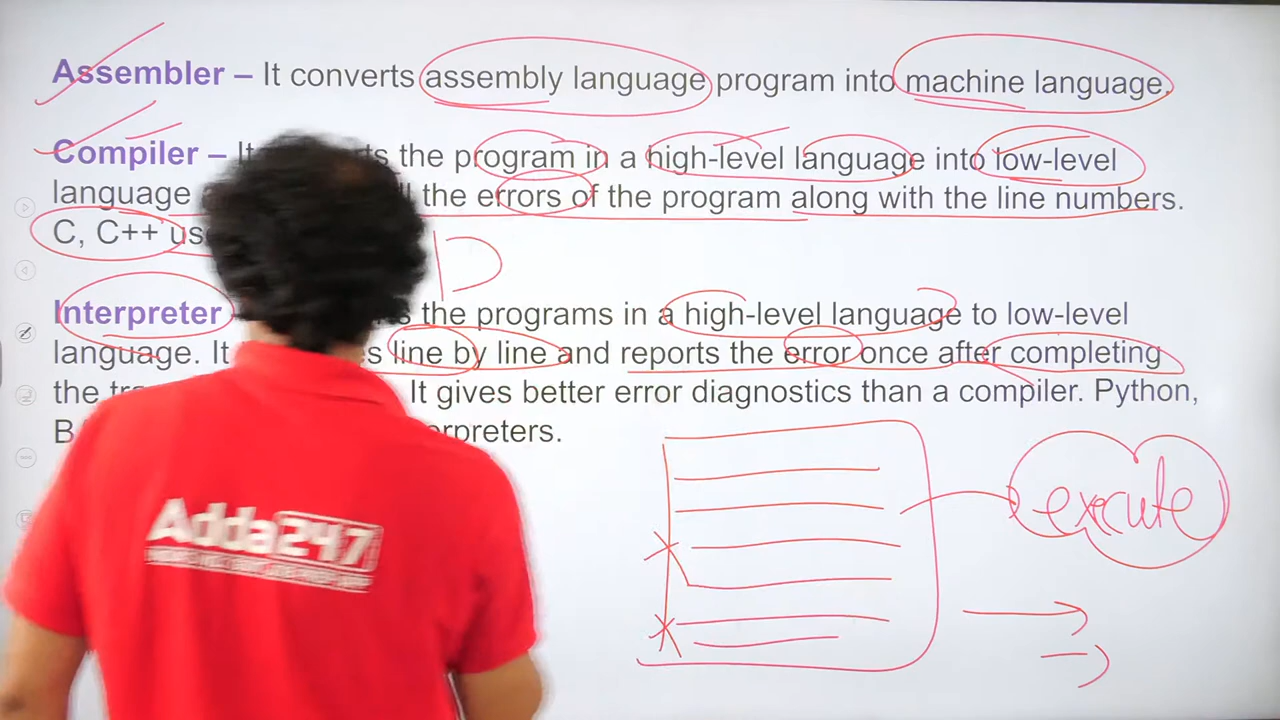 Assembler – It converts assembly language program into machine language.
Compiler – It the program in a high-level language into low-level
language the errors of the program along with the line numbers.
C, C++
Interpreter the programs in a high-level language to low-level
language. It line by line and reports the error once after completing
the It gives better error diagnostics than a compiler. Python,
execute
Adda247